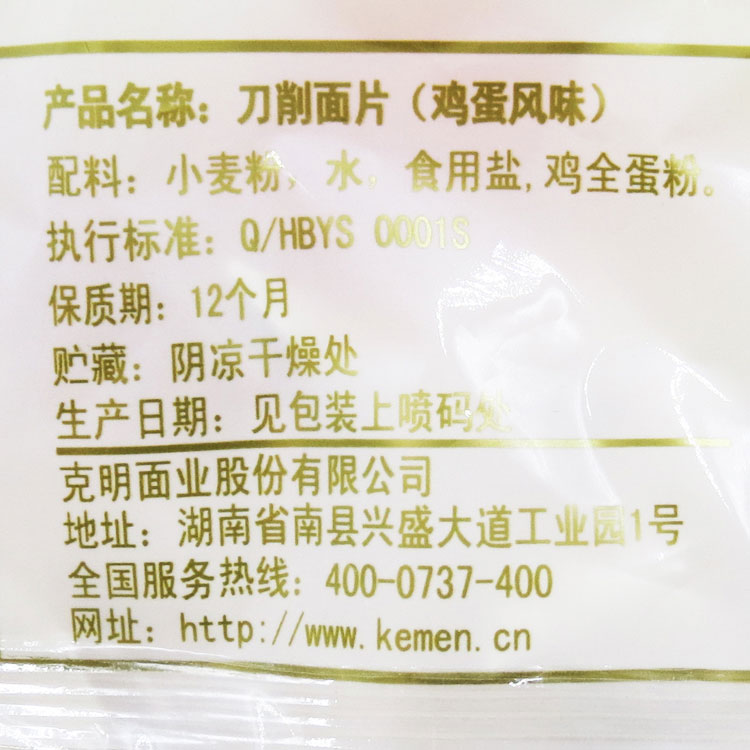 产品名称：刀削面片（鸡蛋风味）
配料：小麦粉，水，食用盐,鸡全蛋粉。
执行标准：Q/HBYS 0001S
保质期：12个月
贮藏：阴凉干燥处
生产日期：见包装上喷码处
克明面业股份有限公司
地址：湖南省南县兴盛大道工业园1号
全国服务热线：400-0737-400
网址：http://www.kemen.cn